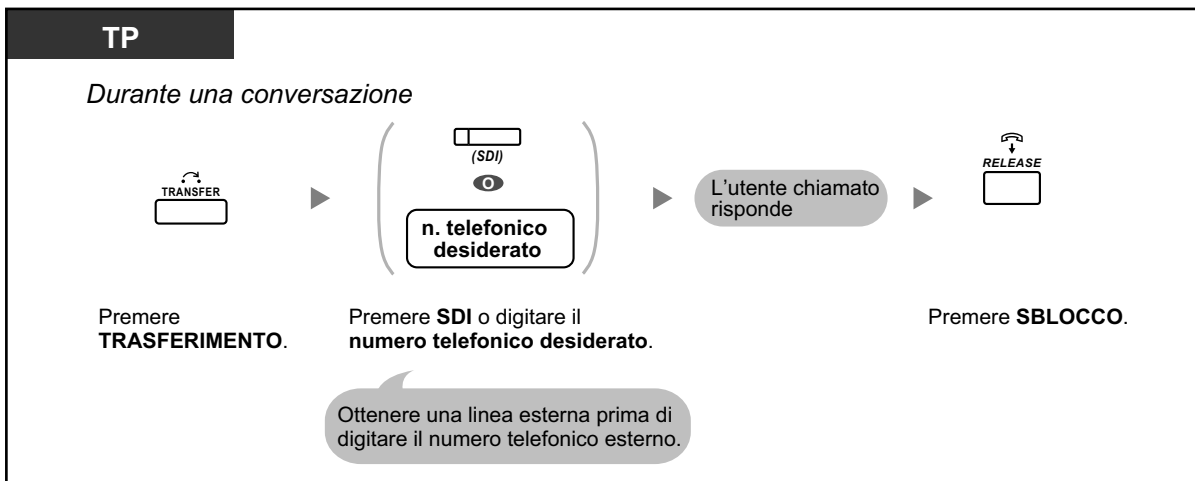 TP
Durante una conversazione
TRANSFER
(SDI)
O
n. telefonico
desiderato
L'utente chiamato
risponde
RELEASE
Premere
TRASFERIMENTO.
Premere SDI o digitare il
numero telefonico desiderato.
Premere SBLOCCO.
Ottenere una linea esterna prima di
digitare il numero telefonico esterno.